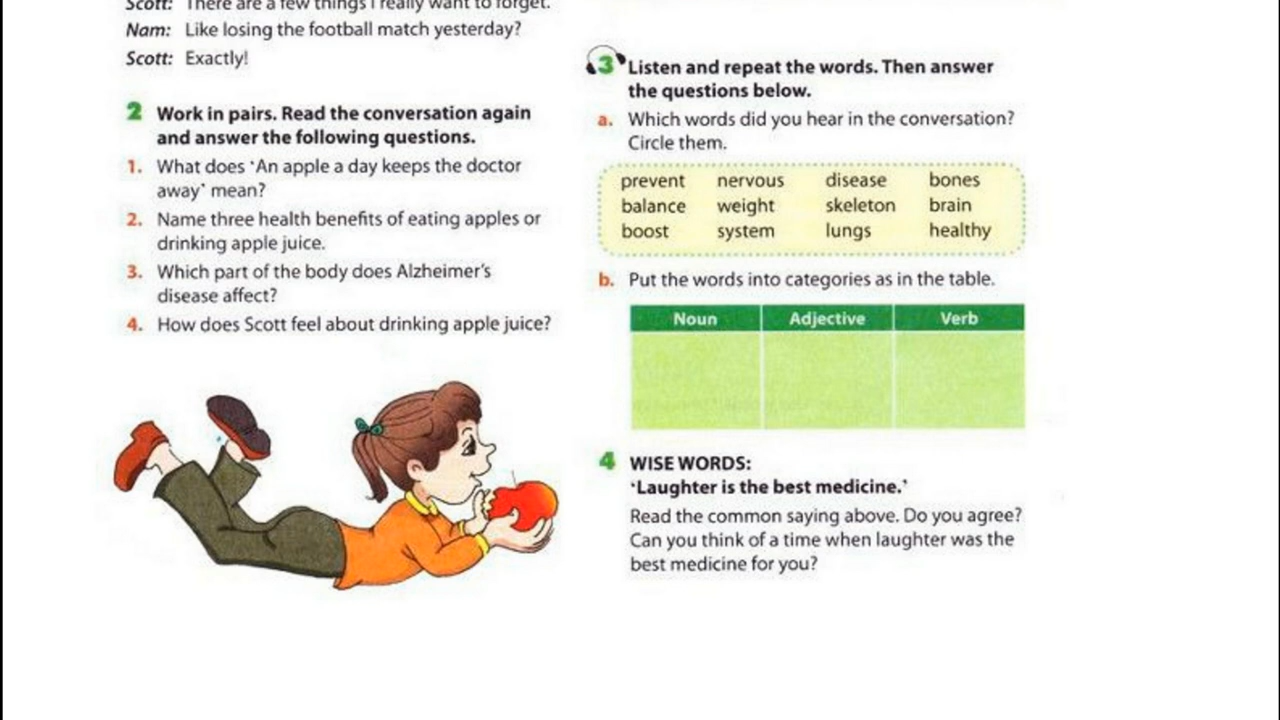 Scott: There are a few things I really want to forget.
Nam: Like losing the football match yesterday?
Scott: Exactly!
2 Work in pairs. Read the conversation again
and answer the following questions.
1. What does ‘An apple a day keeps the doctor
away’ mean?
2. Name three health benefits of eating apples or
drinking apple juice.
3. Which part of the body does Alzheimer’s
disease affect?
4. How does Scott feel about drinking apple juice?
3 Listen and repeat the words. Then answer
the questions below.
a. Which words did you hear in the conversation?
Circle them.
prevent nervous disease bones
balance weight skeleton brain
boost system lungs healthy
b. Put the words into categories as in the table.
Noun Adjective Verb
4 WISE WORDS:
‘Laughter is the best medicine.’
Read the common saying above. Do you agree?
Can you think of a time when laughter was the
best medicine for you?